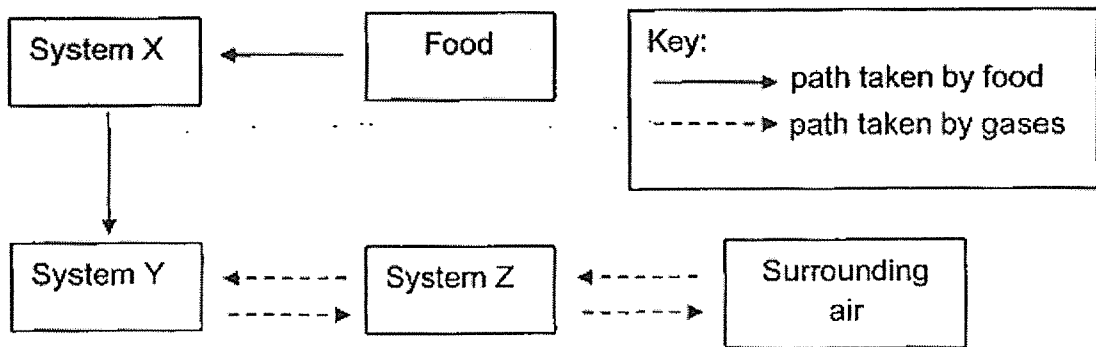 System X
Food
Key:
path taken by food
path taken by gases
System Y
System Z
Surrounding
air